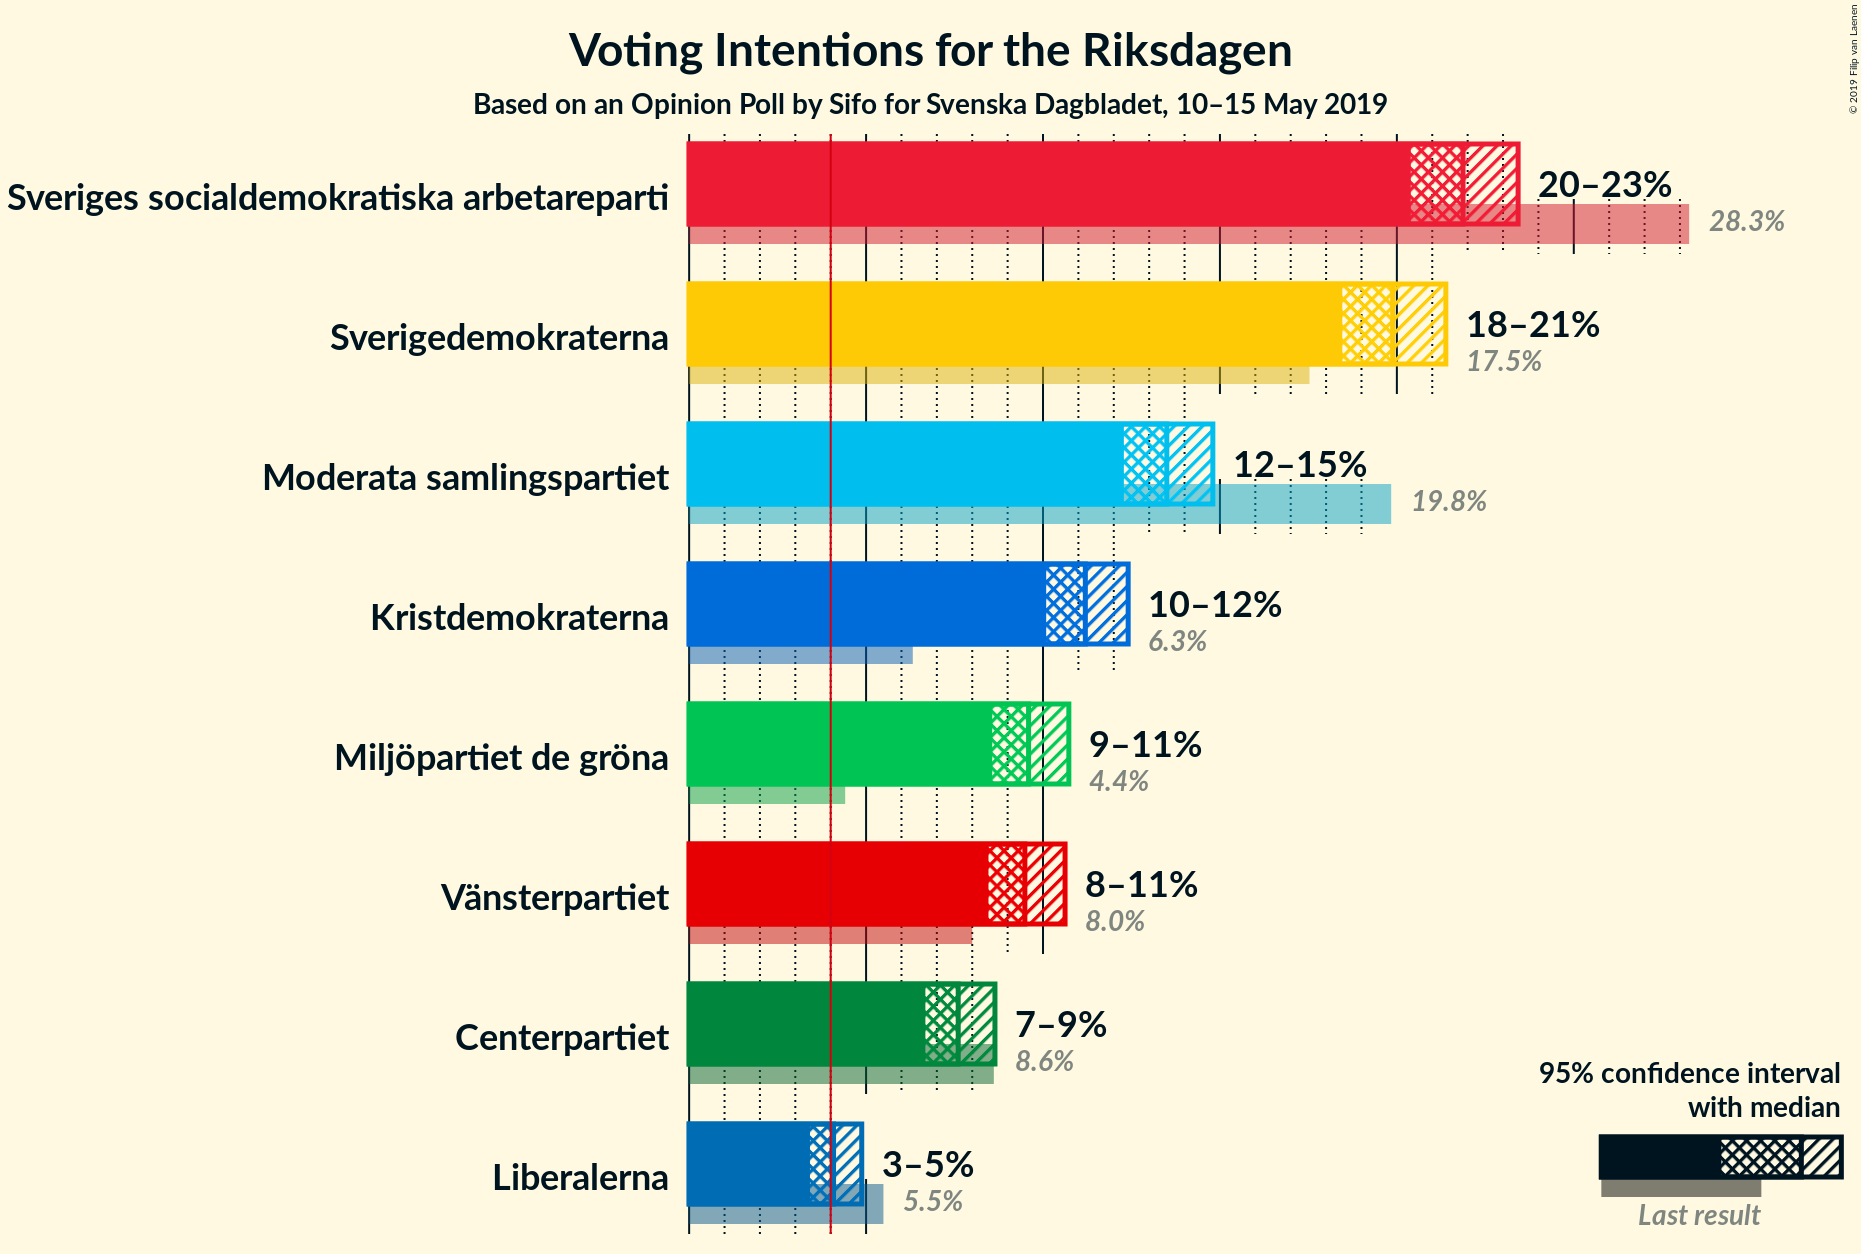 Voting Intentions for the Riksdagen
Based on an Opinion Poll by Sifo for Svenska Dagbladet, 10–15 May 2019
© 2019 Filip van Laenen
Sveriges socialdemokratiska arbetareparti
20–23%
28.3%
Sverigedemokraterna
18–21%
17.5%
Moderata samlingspartiet
12–15%
19.8%
Kristdemokraterna
10–12%
6.3%
Miljöpartiet de gröna
9–11%
4.4%
Vänsterpartiet
8–11%
8.0%
Centerpartiet
7–9%
8.6%
Liberalerna
3–5%
5.5%
95% confidence interval
with median
Last result